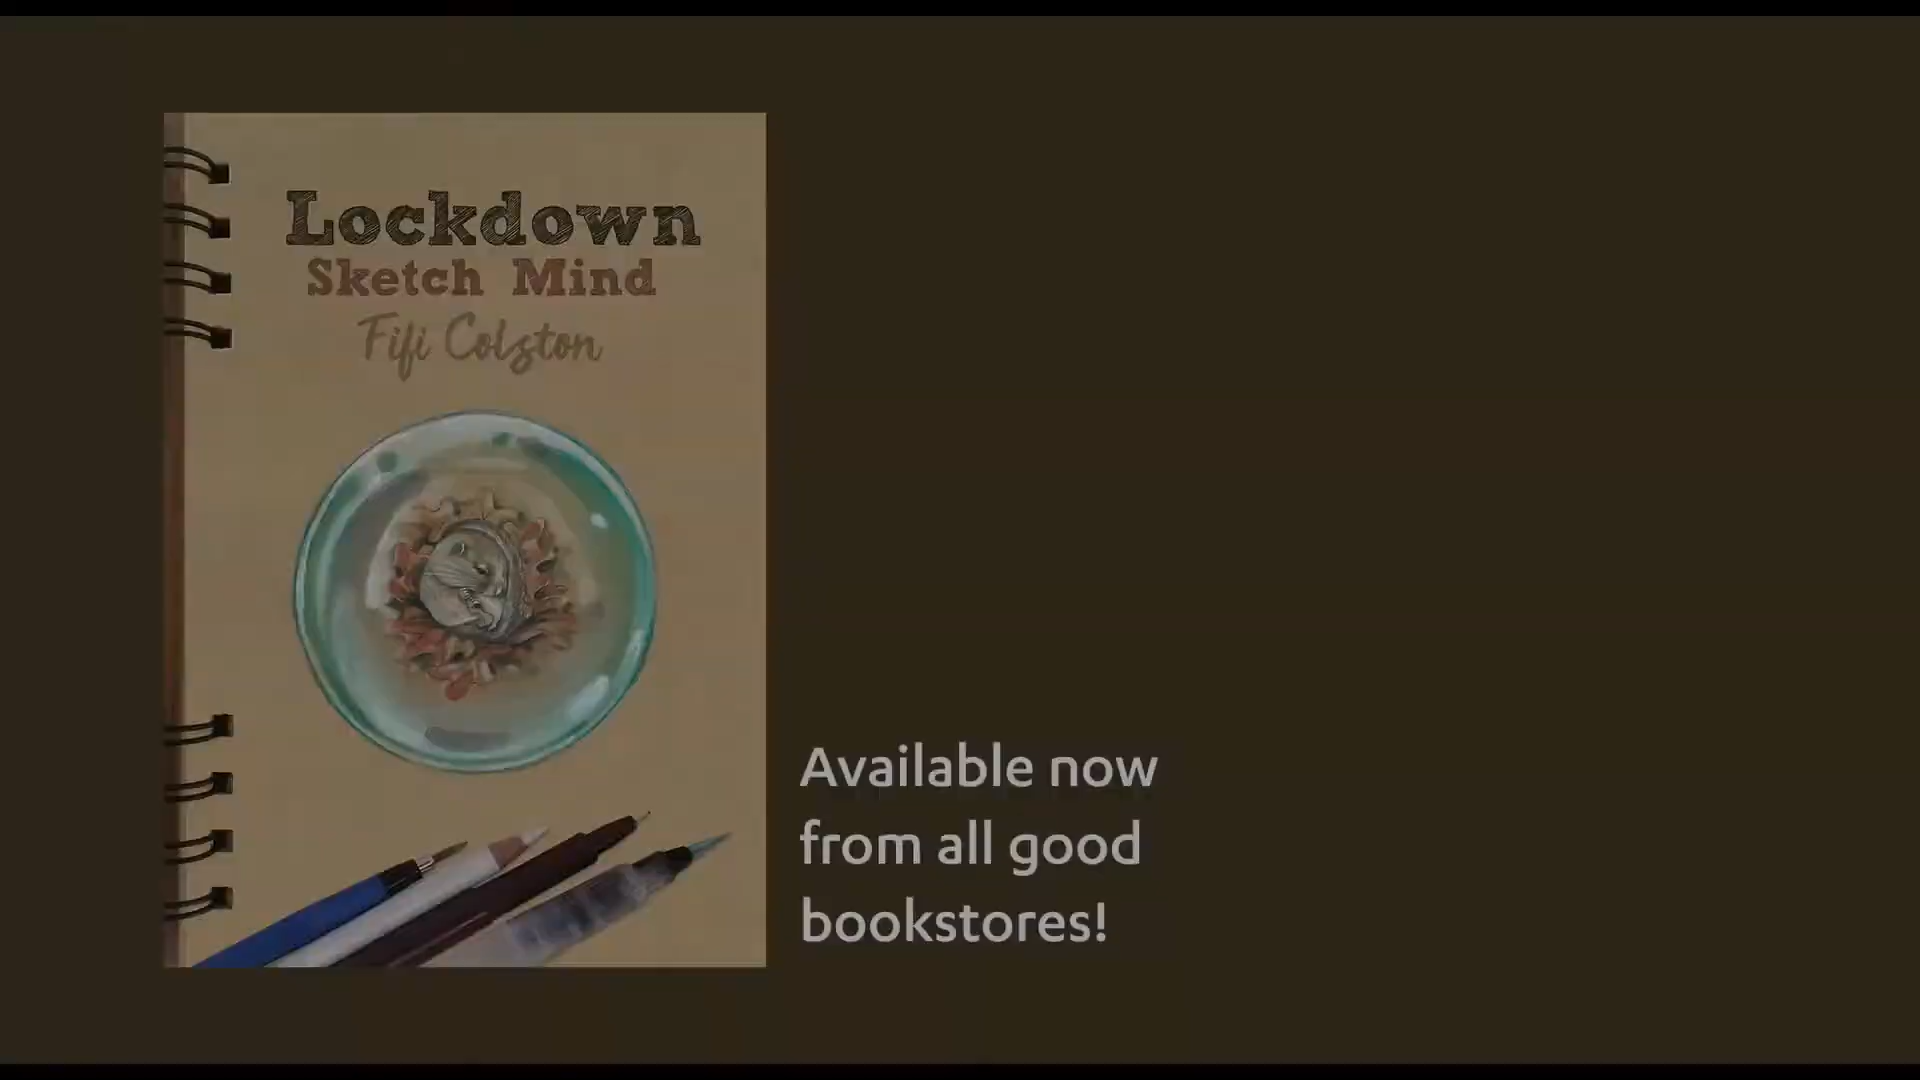 Lockdown
Sketch Mind
Fifi Colston
Available now
from all good
bookstores!